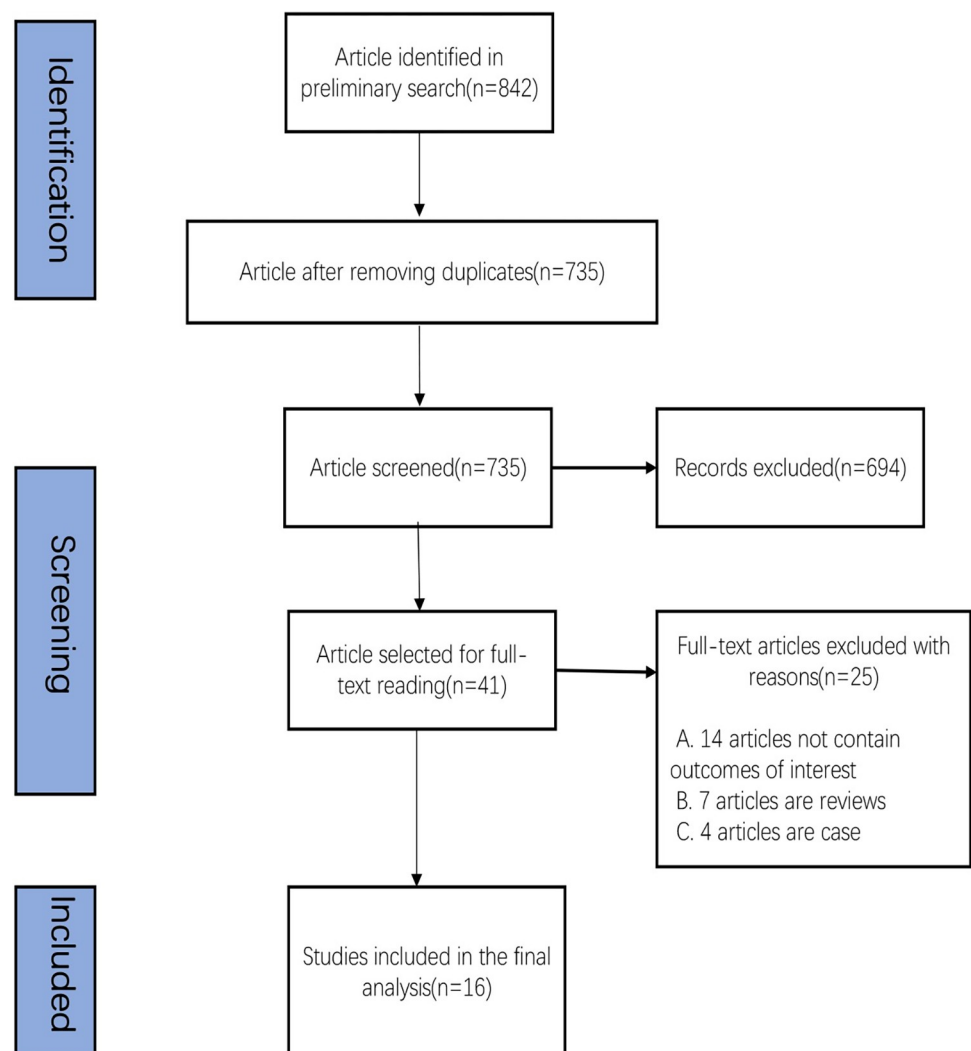 Identification
Article identified in
preliminary search(n=842)
Article after removing duplicates(n=735)
Screening
Article screened(n=735)
Records excluded(n=694)
Article selected for full-
text reading(n=41)
Full-text articles excluded with
reasons(n=25)
A. 14 articles not contain
outcomes of interest
B. 7 articles are reviews
C. 4 articles are case
Included
Studies included in the final
analysis(n=16)